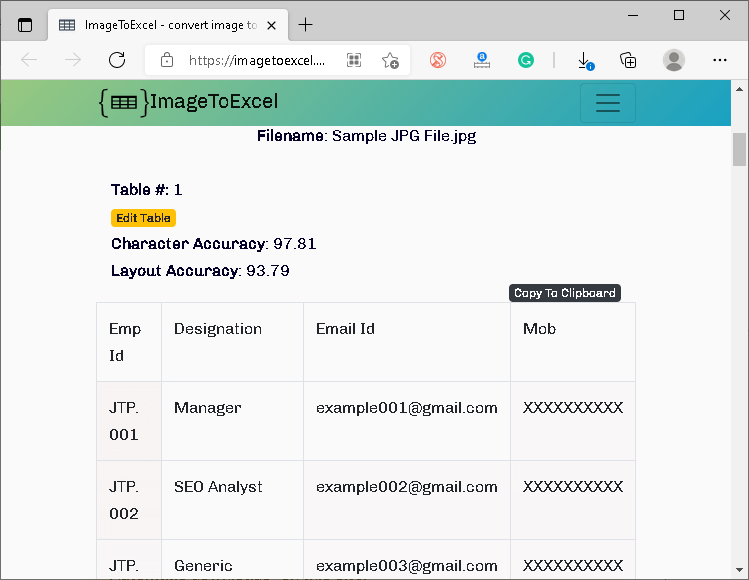 ImageToExcel - convert image to
https://imagetoexcel....
{}ImageToExcel
Filename: Sample JPG File.jpg
Table #: 1
Edit Table
Character Accuracy: 97.81
Layout Accuracy: 93.79
Copy To Clipboard
Emp Designation Email Id Mob
Id
JTP. Manager example001@gmail.com XXXXXXXXXX
001
JTP. SEO Analyst example002@gmail.com XXXXXXXXXX
002
JTP. Generic example003@gmail.com XXXXXXXXXX